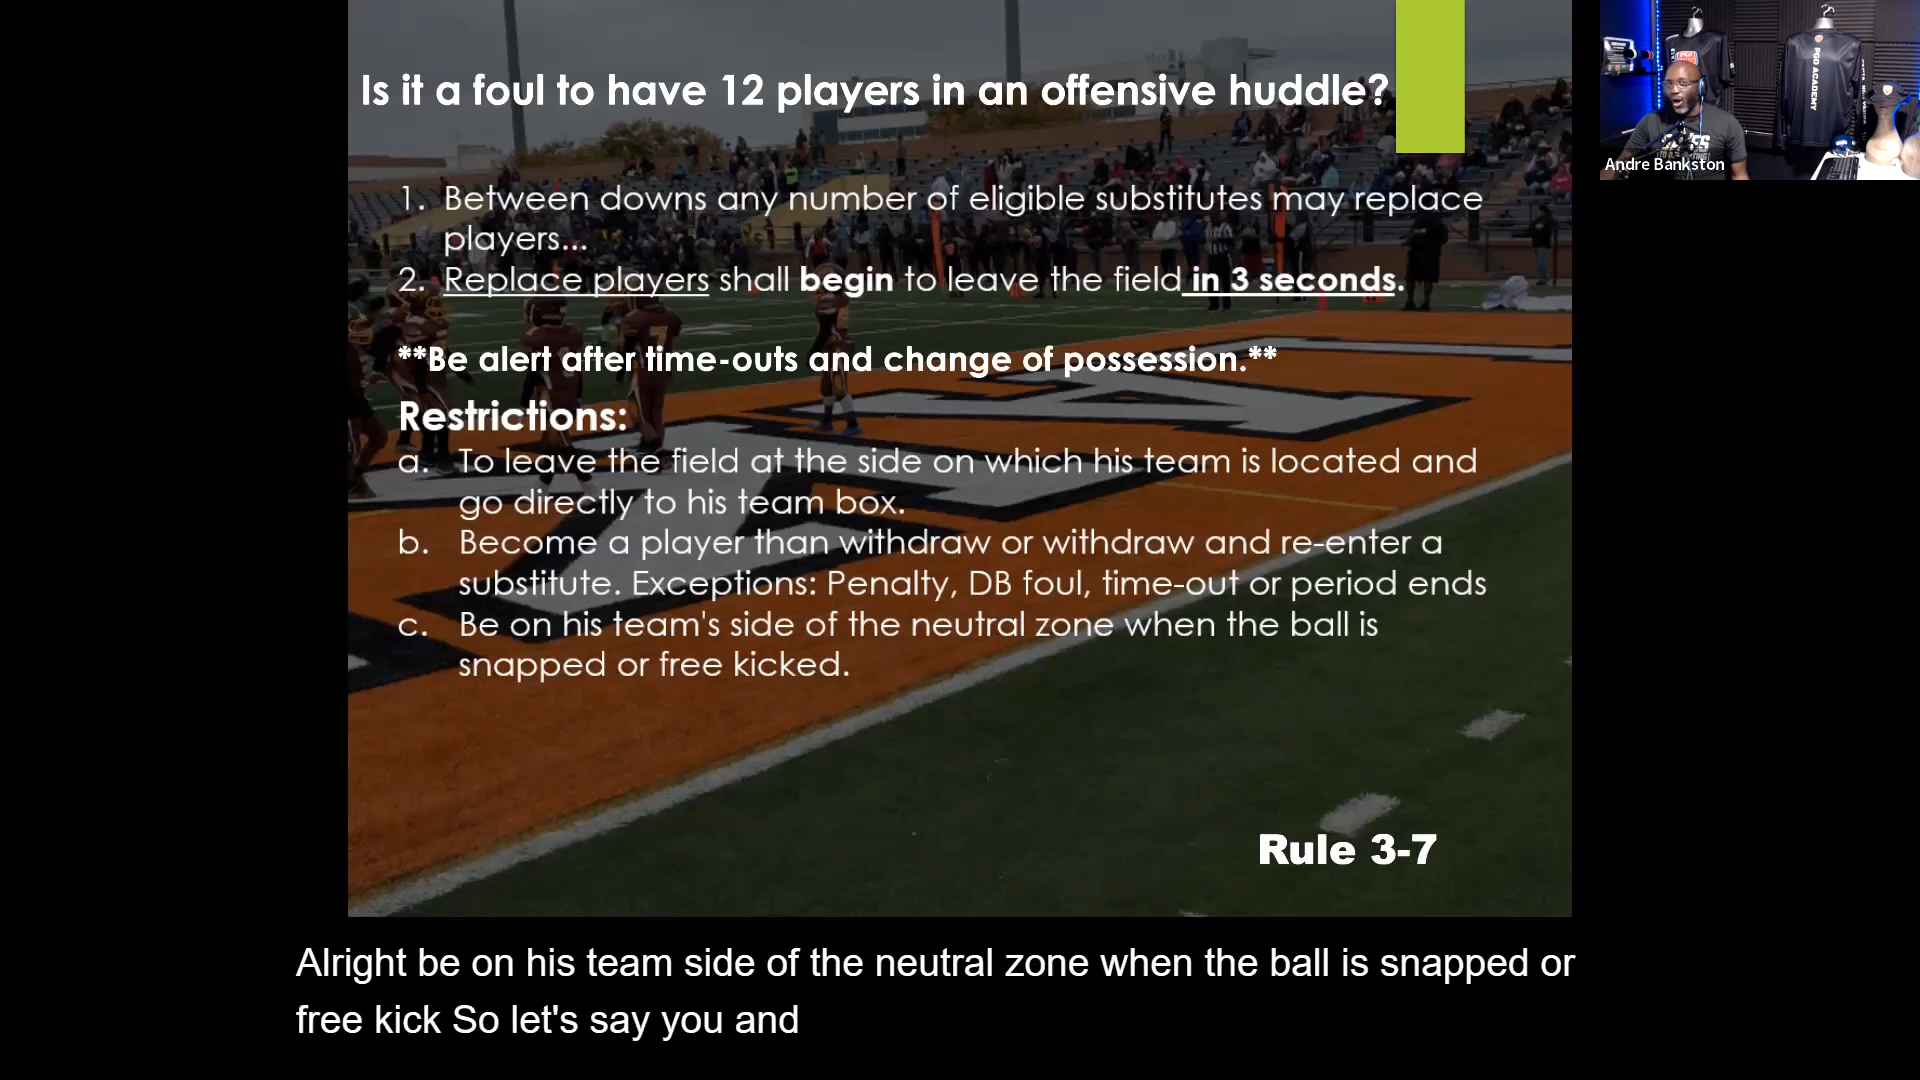 Is it a foul to have 12 players in an offensive huddle?
1. Between downs any number of eligible substitutes may replace
players...
2. Replace players shall begin to leave the field in 3 seconds.
**Be alert after time-outs and change of possession.**
Restrictions:
a. To leave the field at the side on which his team is located and
go directly to his team box.
b. Become a player than withdraw or withdraw and re-enter a
substitute. Exceptions: Penalty, DB foul, time-out or period ends
c. Be on his team's side of the neutral zone when the ball is
snapped or free kicked.
Rule 3-7
PGO ACADEMY
Andre Bankston
Alright be on his team side of the neutral zone when the ball is snapped or
free kick So let's say you and